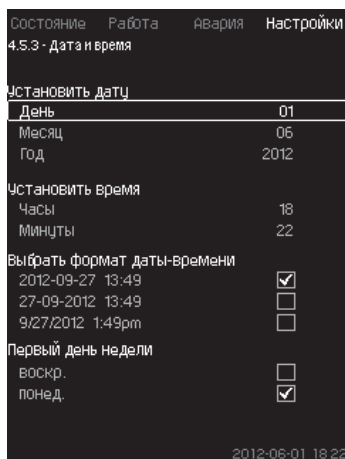 Состояние Работа Авария Настройки
4.5.3 - Дата и время
Установить дату
День 01
Месяц 06
Год 2012
Установить время
Часы 18
Минуты 22
Выбрать формат даты-времени
2012-09-27 13:49
27-09-2012 13:49
9/27/2012 1:49pm
Первый день недели
воскр.
понед.
2012-06-01 18:22